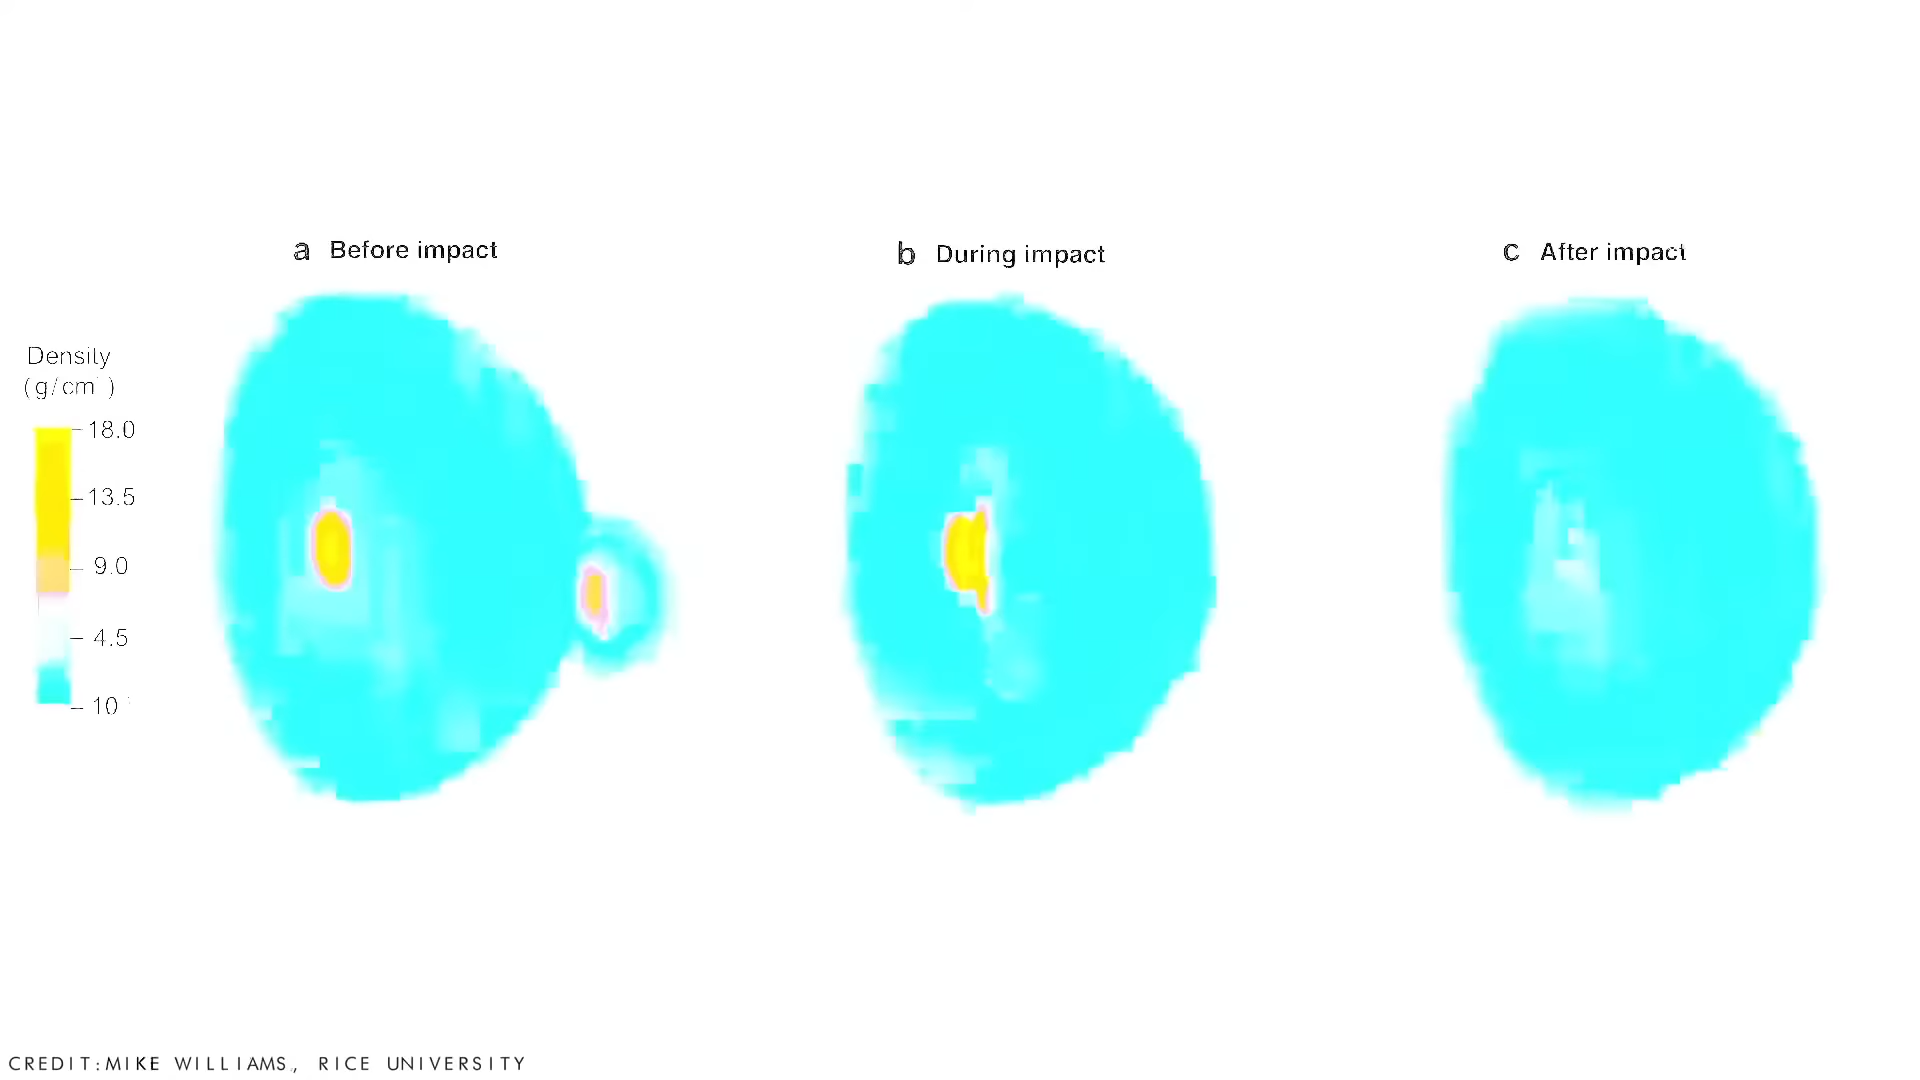 a Before impact
b During impact
c After impact
Density
(g/cm )
18.0
13.5
9.0
4.5
10
CREDIT:MIKE WILLIAMS, RICE UNIVERSITY